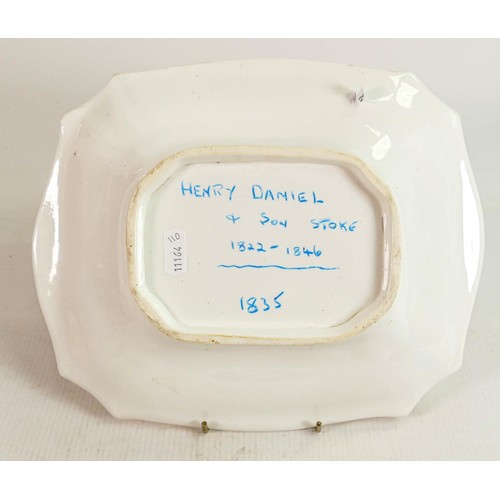 HENRY DANIEL
& SON STOKE
1822-1846
1835
11164 110